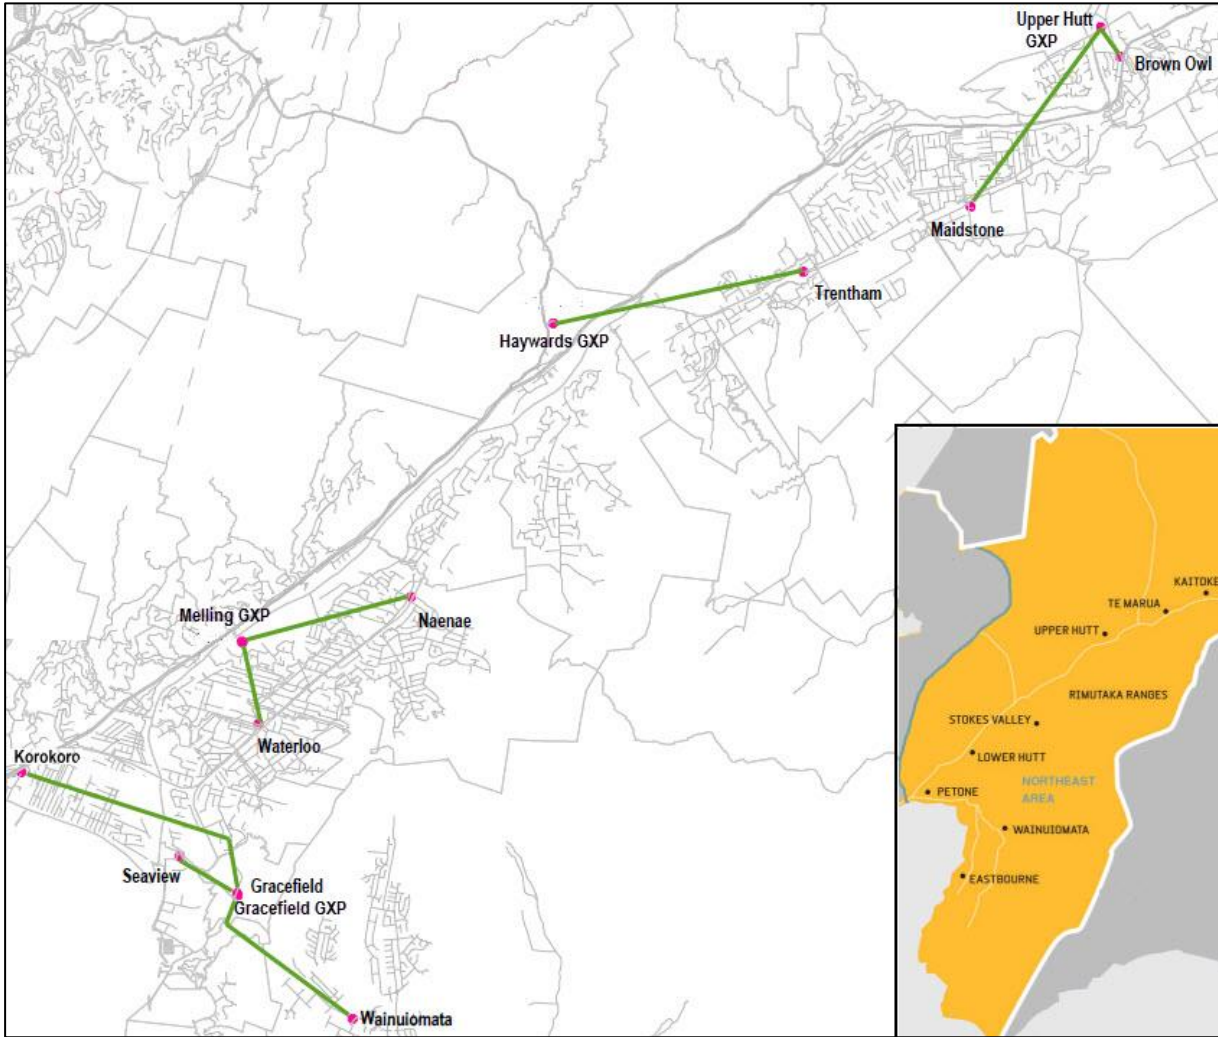 Upper Hutt
GXP
Brown Owl
Maidstone
Trentham
Haywards GXP
Melling GXP
Naenae
Waterloo
Korokoro
Seaview
Gracefield
Gracefield GXP
Wainuiomata
KAITOKE
TE MARUA
UPPER HUTT
RIMUTAKA RANGES
STOKES VALLEY
LOWER HUTT
NORTHEAST
AREA
PETONE
WAINUIOMATA
EASTBOURNE